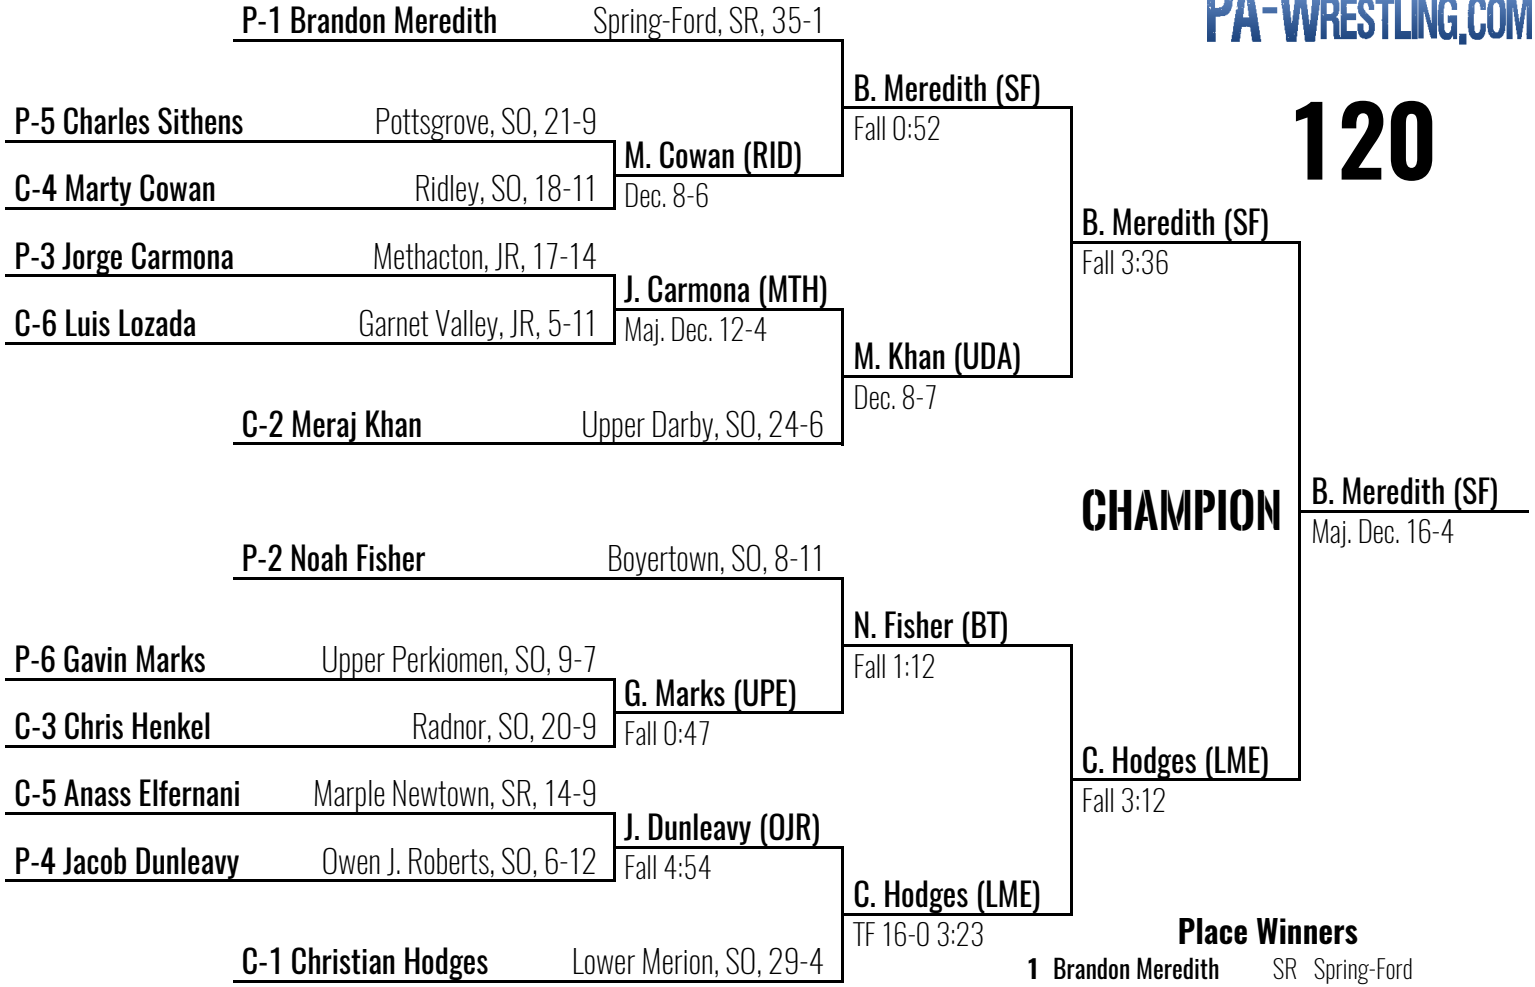 PA-WRESTLING.COM
120
P-1 Brandon Meredith Spring-Ford, SR, 35-1
B. Meredith (SF)
Fall 0:52
P-5 Charles Sithens Pottsgrove, SO, 21-9
M. Cowan (RID)
Dec. 8-6
C-4 Marty Cowan Ridley, SO, 18-11
B. Meredith (SF)
Fall 3:36
P-3 Jorge Carmona Methacton, JR, 17-14
J. Carmona (MTH)
Maj. Dec. 12-4
C-6 Luis Lozada Garnet Valley, JR, 5-11
M. Khan (UDA)
Dec. 8-7
C-2 Meraj Khan Upper Darby, SO, 24-6
CHAMPION
B. Meredith (SF)
Maj. Dec. 16-4
P-2 Noah Fisher Boyertown, SO, 8-11
N. Fisher (BT)
Fall 1:12
P-6 Gavin Marks Upper Perkiomen, SO, 9-7
G. Marks (UPE)
Fall 0:47
C-3 Chris Henkel Radnor, SO, 20-9
C. Hodges (LME)
Fall 3:12
C-5 Anass Elfernani Marple Newtown, SR, 14-9
J. Dunleavy (OJR)
Fall 4:54
P-4 Jacob Dunleavy Owen J. Roberts, SO, 6-12
C. Hodges (LME)
TF 16-0 3:23
C-1 Christian Hodges Lower Merion, SO, 29-4
Place Winners
1 Brandon Meredith SR Spring-Ford